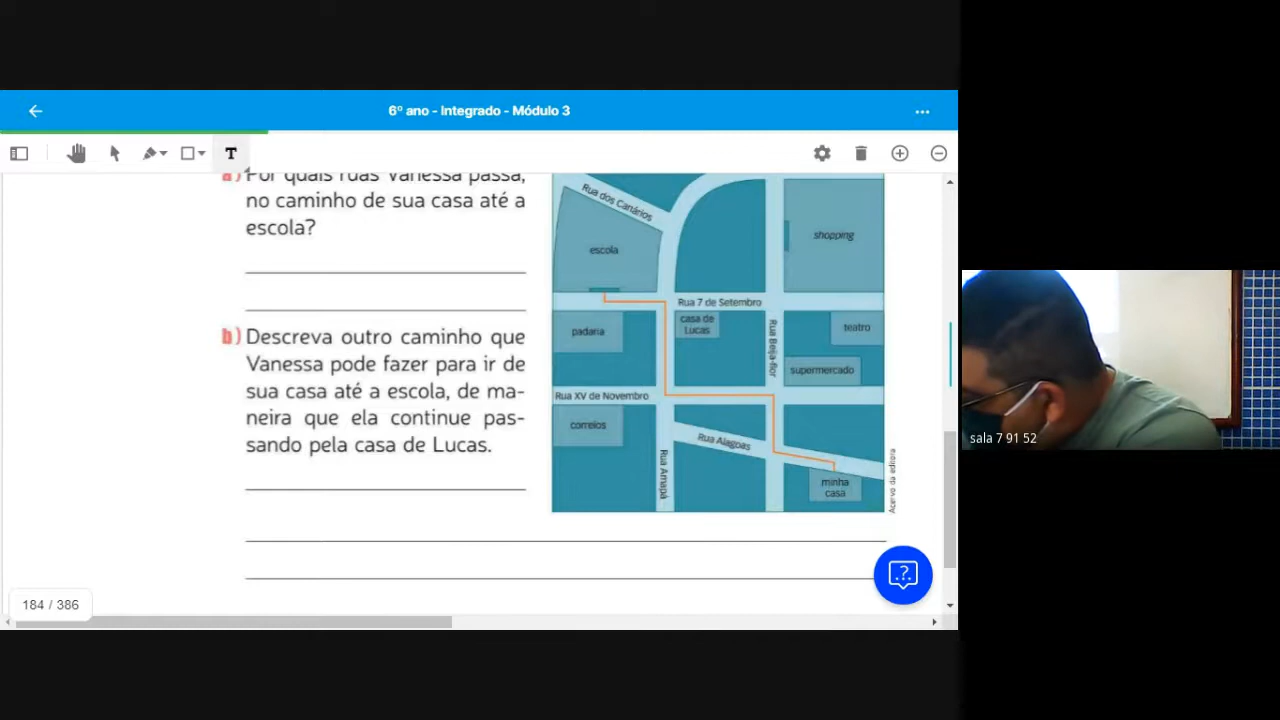 6º ano - Integrado - Módulo 3
T
a) Por quais ruas Vanessa passa,
no caminho de sua casa até a
escola?
b) Descreva outro caminho que
Vanessa pode fazer para ir de
sua casa até a escola, de ma-
neira que ela continue pas-
sando pela casa de Lucas.
Rua dos Canários
escola
shopping
Rua 7 de Setembro
padaria
casa de
Lucas
Rua Beija-flor
teatro
supermercado
Rua XV de Novembro
correios
Rua Alagoas
Rua Amapá
minha
casa
Acervo da editora
184 / 386
sala 7 91 52